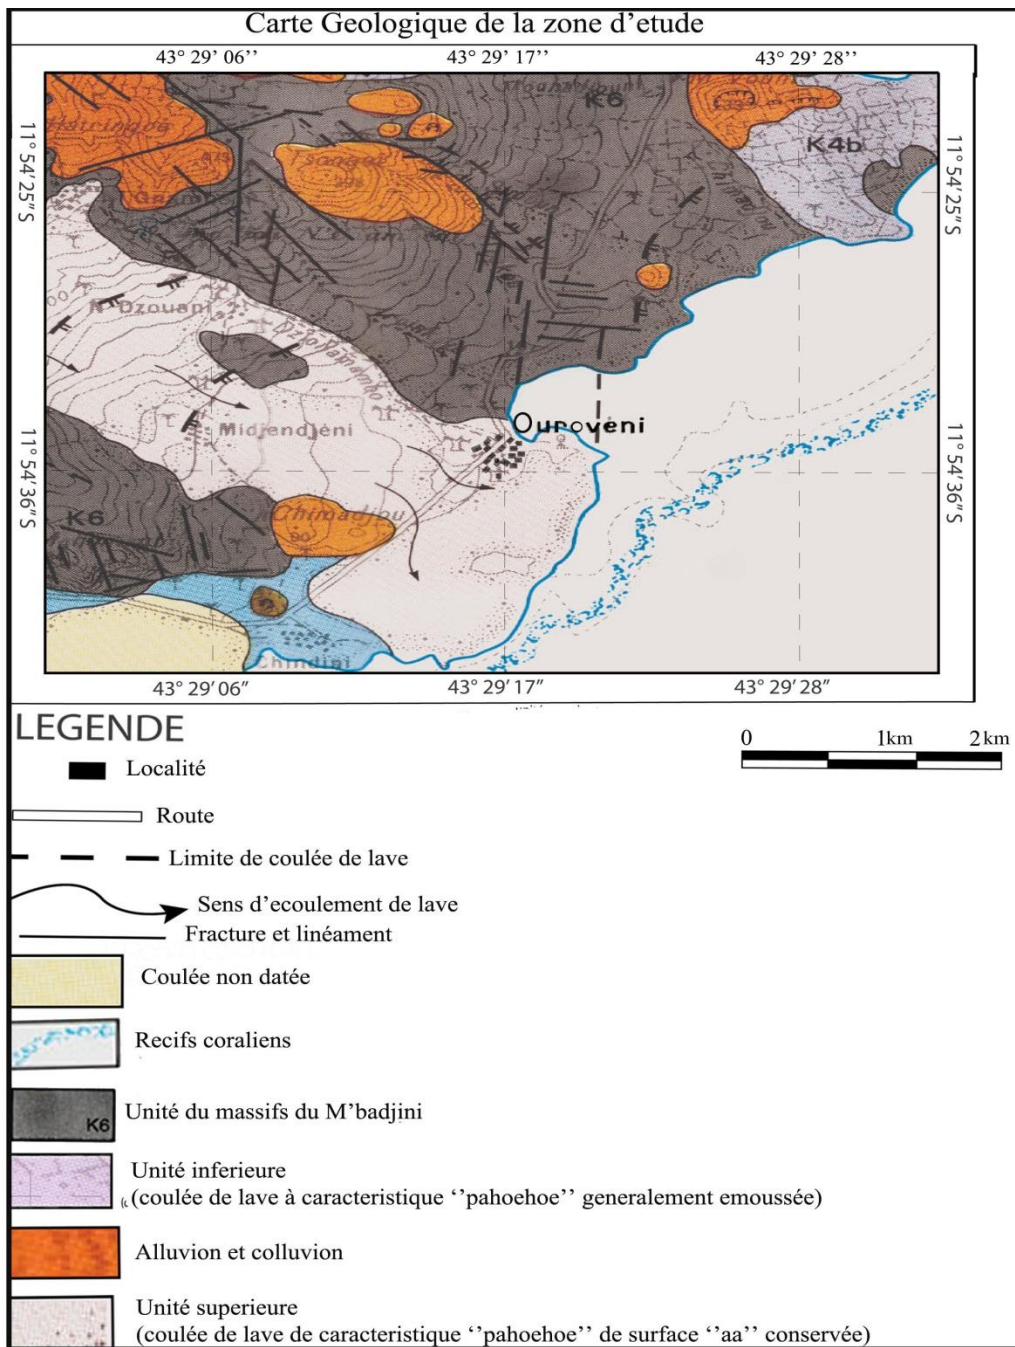 Carte Geologique de la zone d’etude
43° 29′ 06’’ 43° 29′ 17’’ 43° 29′ 28’’
11° 54′ 25″S
11° 54′ 25″S
K6
K4b
N'Dzouani
Dzoiyamambo
Midjendjéni
Ourovéni
11° 54′ 36″S
11° 54′ 36″S
K6
Chimadjou
90
Chindini
43° 29′ 06″ 43° 29′ 17″ 43° 29′ 28″
LEGENDE
0 1km 2km
Localité
Route
Limite de coulée de lave
Sens d’ecoulement de lave
Fracture et linéament
Coulée non datée
Recifs coraliens
K6
Unité du massifs du M’badjini
Unité inferieure
(coulée de lave à caracteristique ‘’pahoehoe’’ generalement emoussée)
Alluvion et colluvion
Unité superieure
(coulée de lave de caracteristique ‘’pahoehoe’’ de surface ‘’aa’’ conservée)